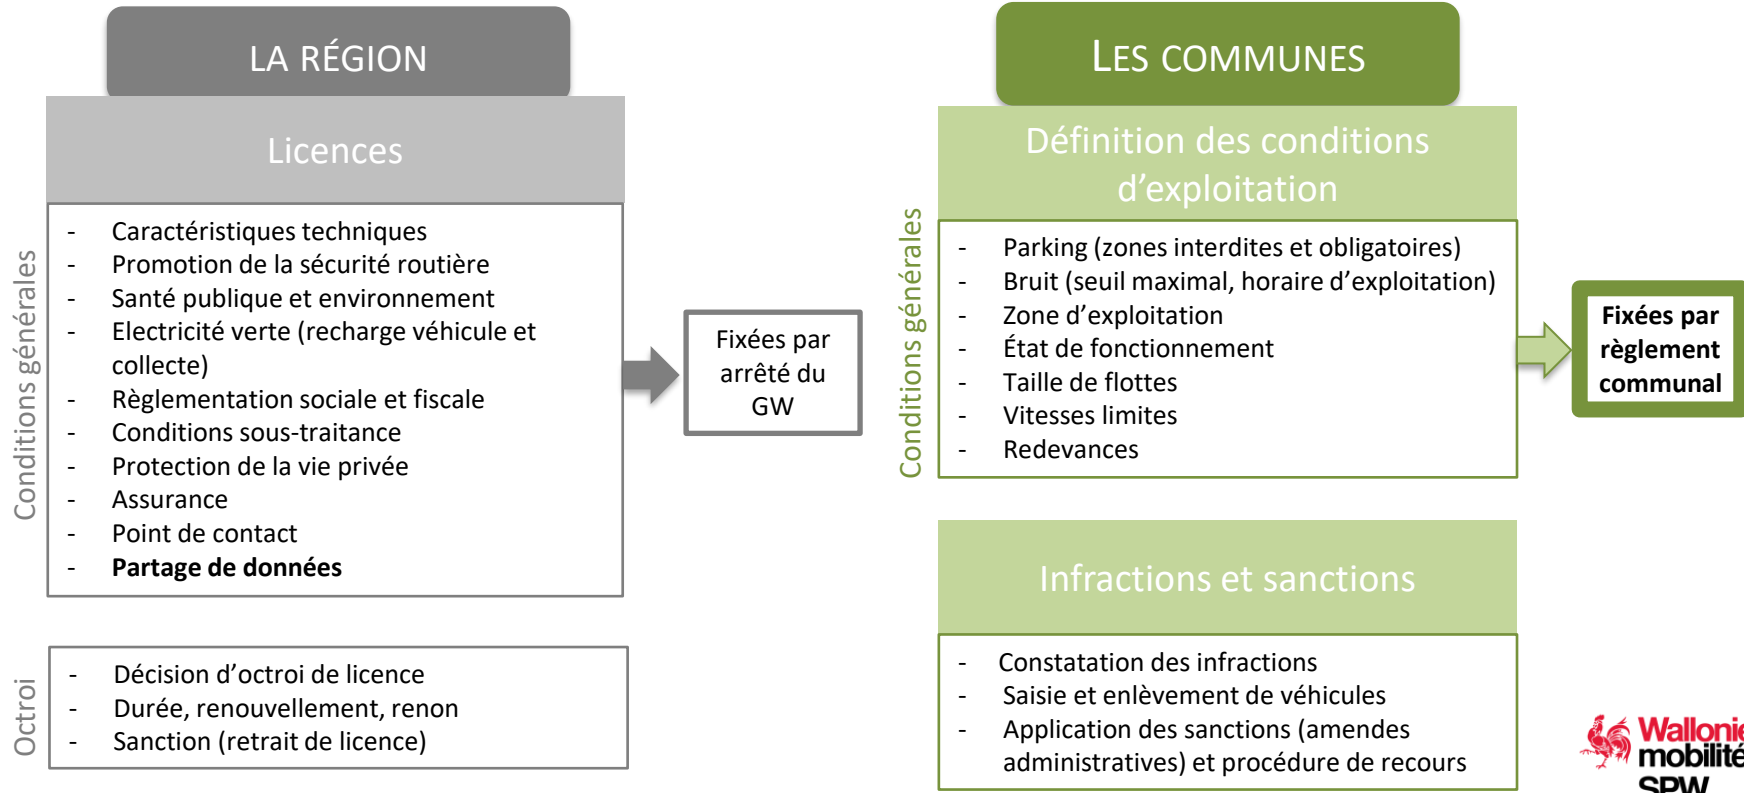 LA RÉGION
Licences
Conditions générales
- Caractéristiques techniques
- Promotion de la sécurité routière
- Santé publique et environnement
- Electricité verte (recharge véhicule et
collecte)
- Règlementation sociale et fiscale
- Conditions sous-traitance
- Protection de la vie privée
- Assurance
- Point de contact
- Partage de données
Fixées par
arrêté du
GW
Octroi
- Décision d’octroi de licence
- Durée, renouvellement, renon
- Sanction (retrait de licence)
LES COMMUNES
Définition des conditions
d’exploitation
Conditions générales
- Parking (zones interdites et obligatoires)
- Bruit (seuil maximal, horaire d’exploitation)
- Zone d’exploitation
- État de fonctionnement
- Taille de flottes
- Vitesses limites
- Redevances
Fixées par
règlement
communal
Infractions et sanctions
- Constatation des infractions
- Saisie et enlèvement de véhicules
- Application des sanctions (amendes
administratives) et procédure de recours
Wallonie
mobilité
SPW